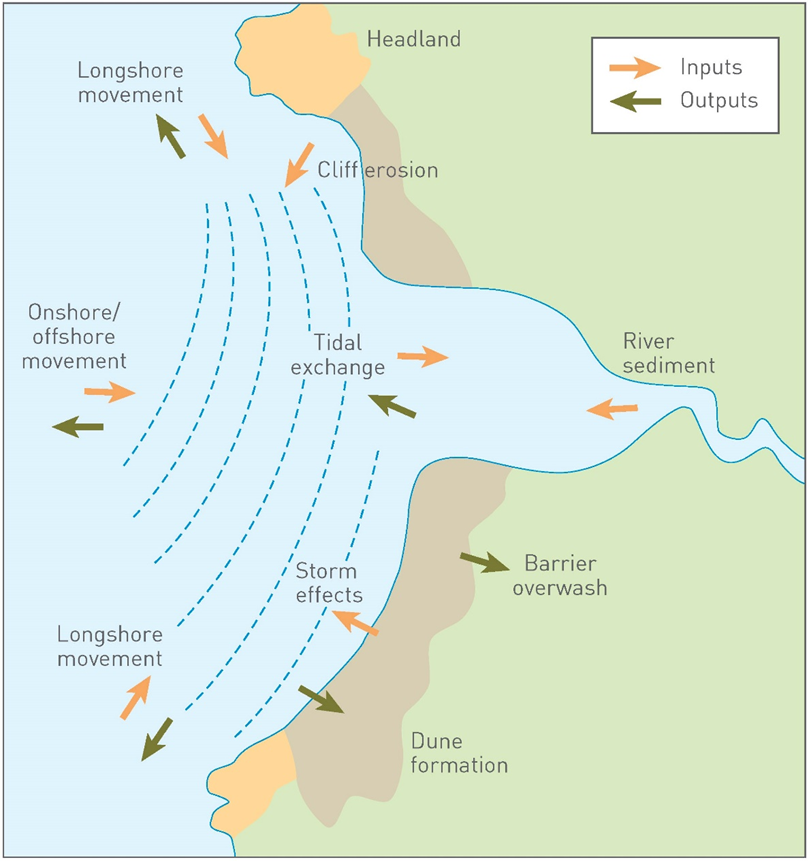 Headland
Inputs
Outputs
Longshore
movement
Cliff erosion
Onshore/
offshore
movement
Tidal
exchange
River
sediment
Storm
effects
Barrier
overwash
Longshore
movement
Dune
formation